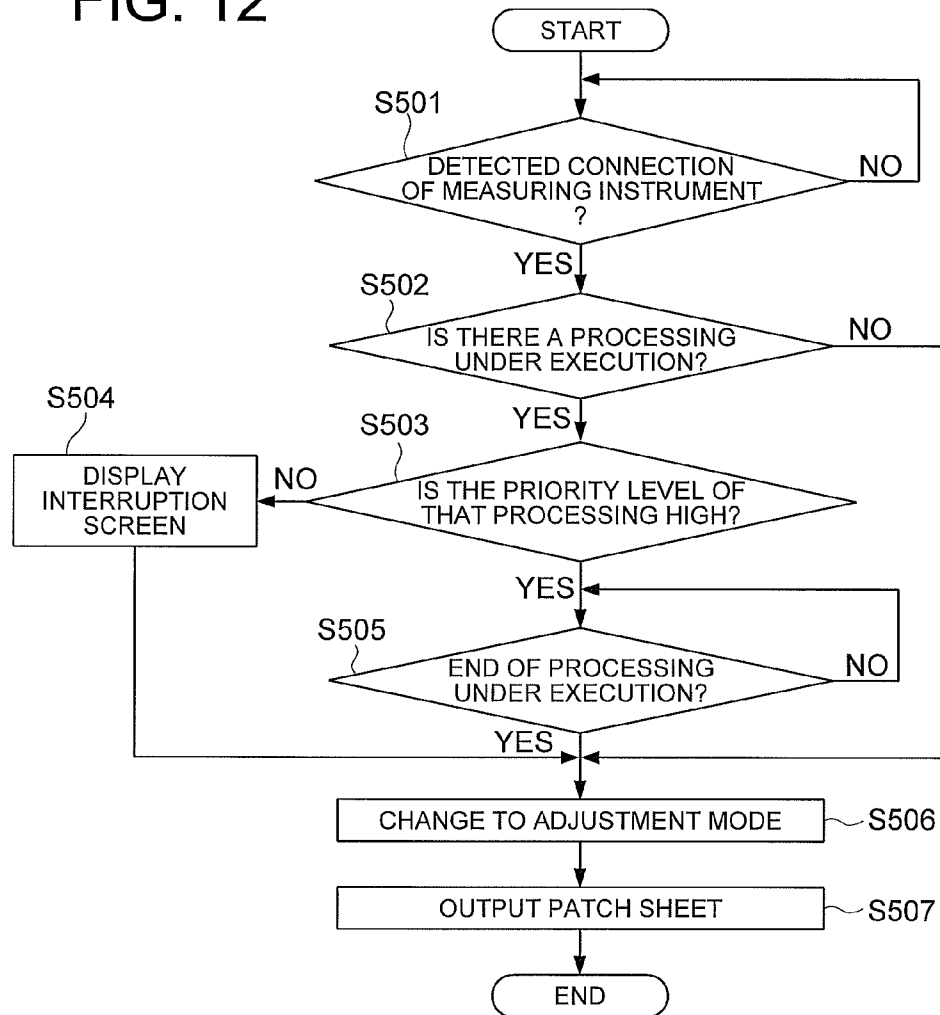 FIG. 12
START
S501
DETECTED CONNECTION
OF MEASURING INSTRUMENT
?
NO
YES
S502
IS THERE A PROCESSING
UNDER EXECUTION?
NO
YES
S504
DISPLAY
INTERRUPTION
SCREEN
NO
S503
IS THE PRIORITY LEVEL OF
THAT PROCESSING HIGH?
YES
S505
END OF PROCESSING
UNDER EXECUTION?
NO
YES
CHANGE TO ADJUSTMENT MODE
S506
OUTPUT PATCH SHEET
S507
END